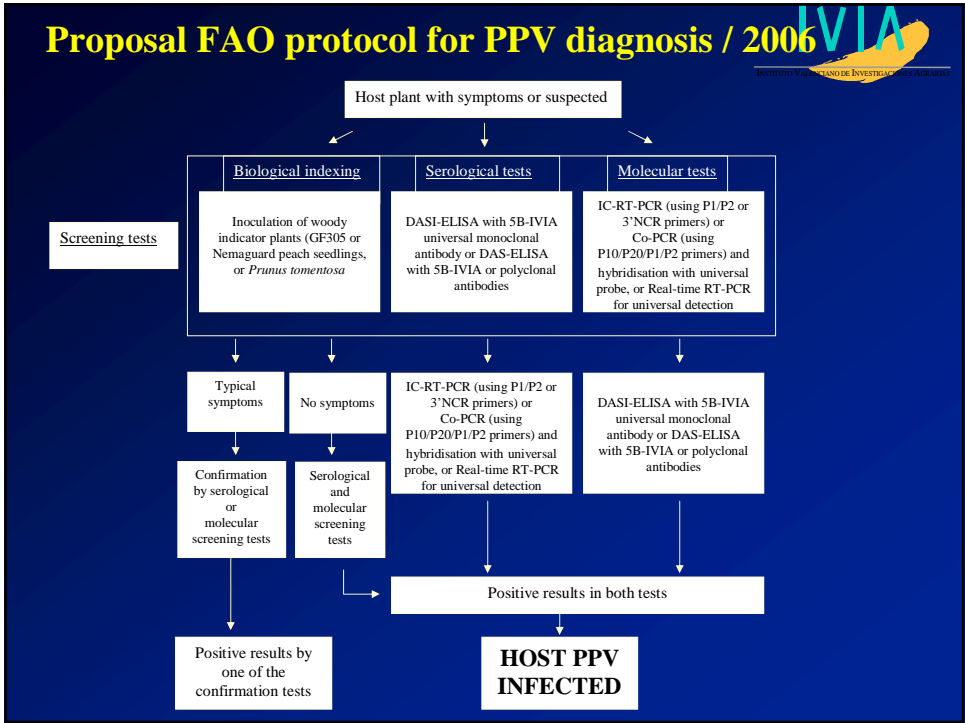 Proposal FAO protocol for PPV diagnosis / 2006
IVIA
INSTITUTO VALENCIANO DE INVESTIGACIONES AGRARIAS
Host plant with symptoms or suspected
Screening tests
Biological indexing
Inoculation of woody
indicator plants (GF305 or
Nemaguard peach seedlings,
or Prunus tomentosa
Serological tests
DASI-ELISA with 5B-IVIA
universal monoclonal
antibody or DAS-ELISA
with 5B-IVIA or polyclonal
antibodies
Molecular tests
IC-RT-PCR (using P1/P2 or
3’NCR primers) or
Co-PCR (using
P10/P20/P1/P2 primers) and
hybridisation with universal
probe, or Real-time RT-PCR
for universal detection
Typical
symptoms
No symptoms
IC-RT-PCR (using P1/P2 or
3’NCR primers) or
Co-PCR (using
P10/P20/P1/P2 primers) and
hybridisation with universal
probe, or Real-time RT-PCR
for universal detection
DASI-ELISA with 5B-IVIA
universal monoclonal
antibody or DAS-ELISA
with 5B-IVIA or polyclonal
antibodies
Confirmation
by serological
or
molecular
screening tests
Serological
and
molecular
screening
tests
Positive results in both tests
Positive results by
one of the
confirmation tests
HOST PPV
INFECTED